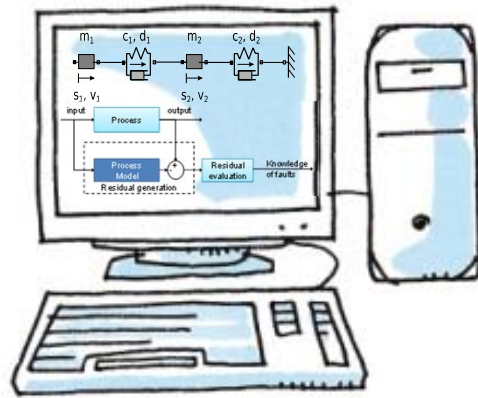 m1 c1, d1 m2 c2, d2
s1, v1 s2, v2
input output
Process
+
Process
Model
Residual
evaluation
Knowledge
of faults
Residual generation